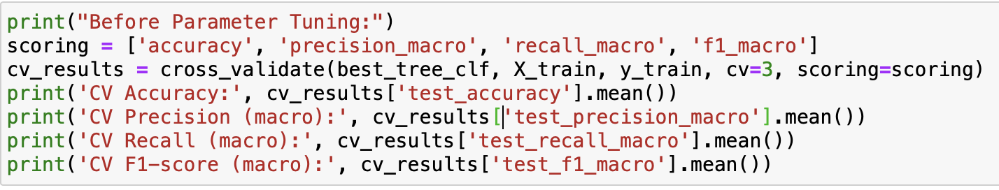 print("Before Parameter Tuning:")
scoring = ['accuracy', 'precision_macro', 'recall_macro', 'f1_macro']
cv_results = cross_validate(best_tree_clf, X_train, y_train, cv=3, scoring=scoring)
print('CV Accuracy:', cv_results['test_accuracy'].mean())
print('CV Precision (macro):', cv_results['test_precision_macro'].mean())
print('CV Recall (macro):', cv_results['test_recall_macro'].mean())
print('CV F1-score (macro):', cv_results['test_f1_macro'].mean())